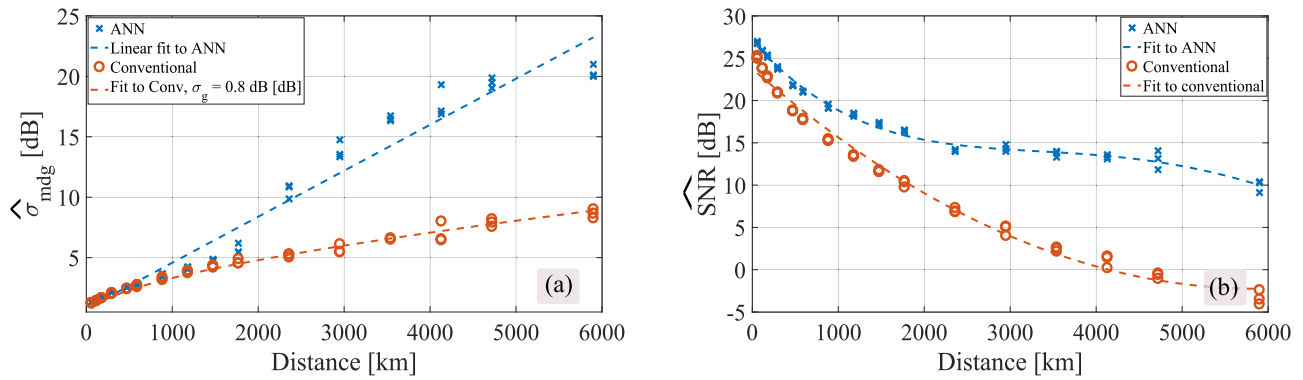 25
20
15
10
5
0
1000
2000
3000
4000
5000
6000
Distance [km]
σ̂mdg [dB]
ANN
Linear fit to ANN
Conventional
Fit to Conv, σg = 0.8 dB [dB]
(a)
30
25
20
15
10
5
0
-5
0
1000
2000
3000
4000
5000
6000
Distance [km]
SNR̂ [dB]
ANN
Fit to ANN
Conventional
Fit to conventional
(b)